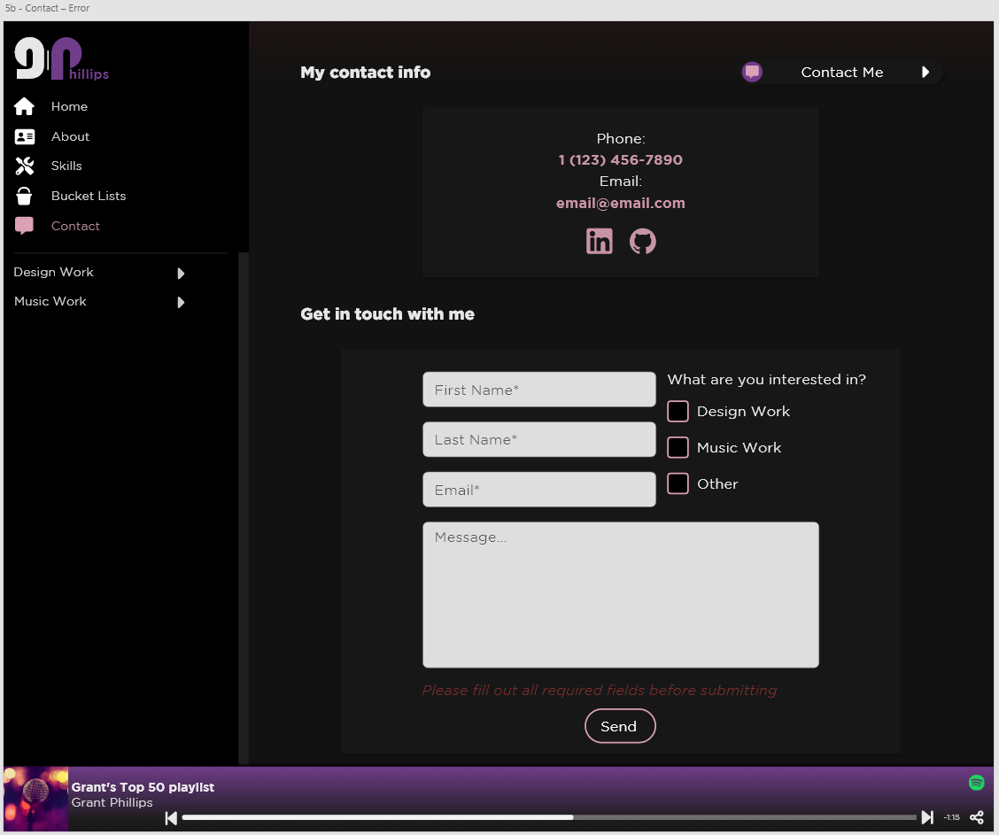 5b - Contact – Error
gp
hillips
Home
About
Skills
Bucket Lists
Contact
Design Work
Music Work
My contact info
Contact Me
Phone:
1 (123) 456-7890
Email:
email@email.com
in
Get in touch with me
First Name*
Last Name*
Email*
What are you interested in?
Design Work
Music Work
Other
Message...
Please fill out all required fields before submitting
Send
Grant's Top 50 playlist
Grant Phillips
-1:15